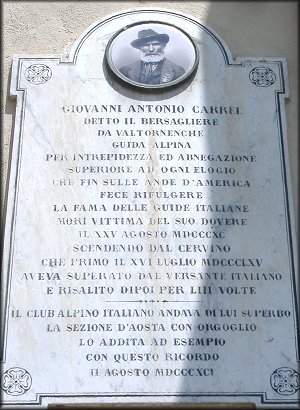 GIOVANNI ANTONIO CARREL
DETTO IL BERSAGLIERE
DA VALTORNENCHE
GUIDA ALPINA
PER INTREPIDEZZA ED ABNEGAZIONE
SUPERIORE AD OGNI ELOGIO
CHE FIN SULLE ANDE D'AMERICA
FECE RIFULGERE
LA FAMA DELLE GUIDE ITALIANE
MORÌ VITTIMA DEL SUO DOVERE
IL XXV AGOSTO MDCCCXC
SCENDENDO DAL CERVINO
CHE PRIMO IL XVI LUGLIO MDCCCLXV
AVEVA SUPERATO DAL VERSANTE ITALIANO
E RISALITO DIPOI PER LIII VOLTE
IL CLUB ALPINO ITALIANO ANDAVA DI LUI SUPERBO
LA SEZIONE D'AOSTA CON ORGOGLIO
LO ADDITA AD ESEMPIO
CON QUESTO RICORDO
II AGOSTO MDCCCXCI